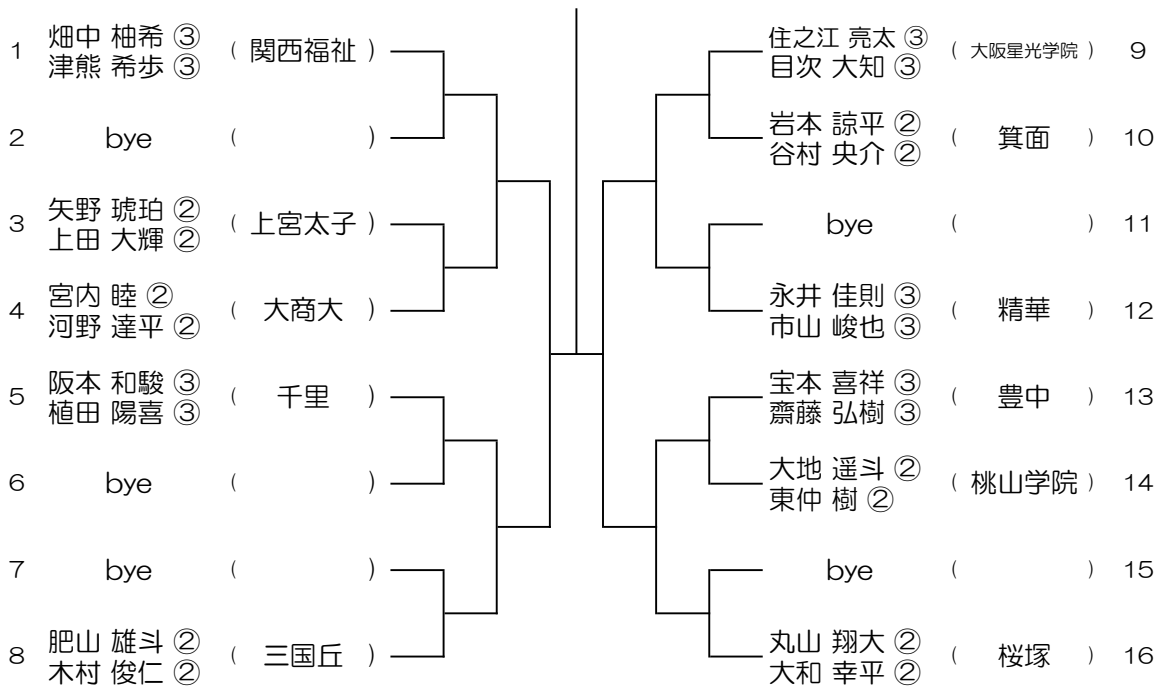 1 畑中 柚希 ③ ( 関西福祉 )
津熊 希歩 ③
2 bye ( )
3 矢野 琥珀 ② ( 上宮太子 )
上田 大輝 ②
4 宮内 睦 ② ( 大商大 )
河野 達平 ②
5 阪本 和駿 ③ ( 千里 )
植田 陽喜 ③
6 bye ( )
7 bye ( )
8 肥山 雄斗 ② ( 三国丘 )
木村 俊仁 ②
住之江 亮太 ③ ( 大阪星光学院 ) 9
目次 大知 ③
岩本 諒平 ② ( 箕面 ) 10
谷村 央介 ②
bye ( ) 11
永井 佳則 ③ ( 精華 ) 12
市山 峻也 ③
宝本 喜祥 ③ ( 豊中 ) 13
齋藤 弘樹 ③
大地 遥斗 ② ( 桃山学院 ) 14
東仲 樹 ②
bye ( ) 15
丸山 翔大 ② ( 桜塚 ) 16
大和 幸平 ②